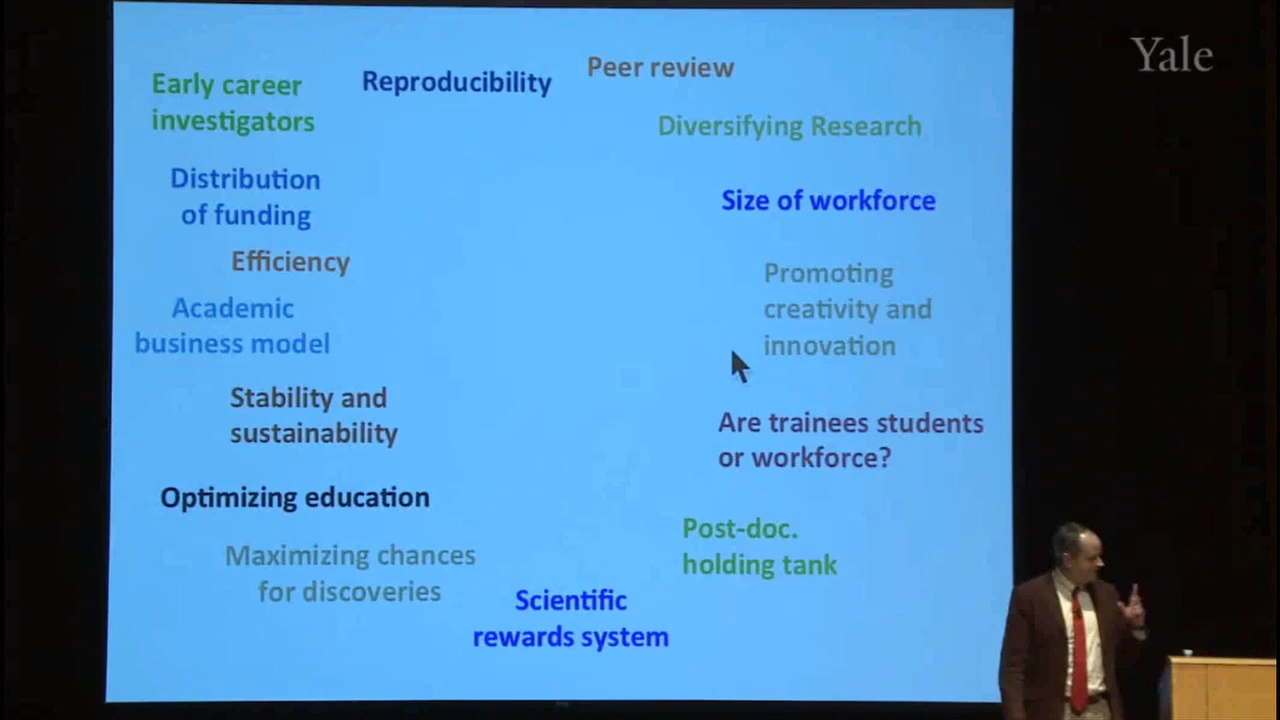 Yale
Peer review
Early career
investigators
Reproducibility
Diversifying Research
Distribution
of funding
Size of workforce
Efficiency
Promoting
creativity and
innovation
Academic
business model
Stability and
sustainability
Are trainees students
or workforce?
Optimizing education
Post-doc.
holding tank
Maximizing chances
for discoveries
Scientific
rewards system